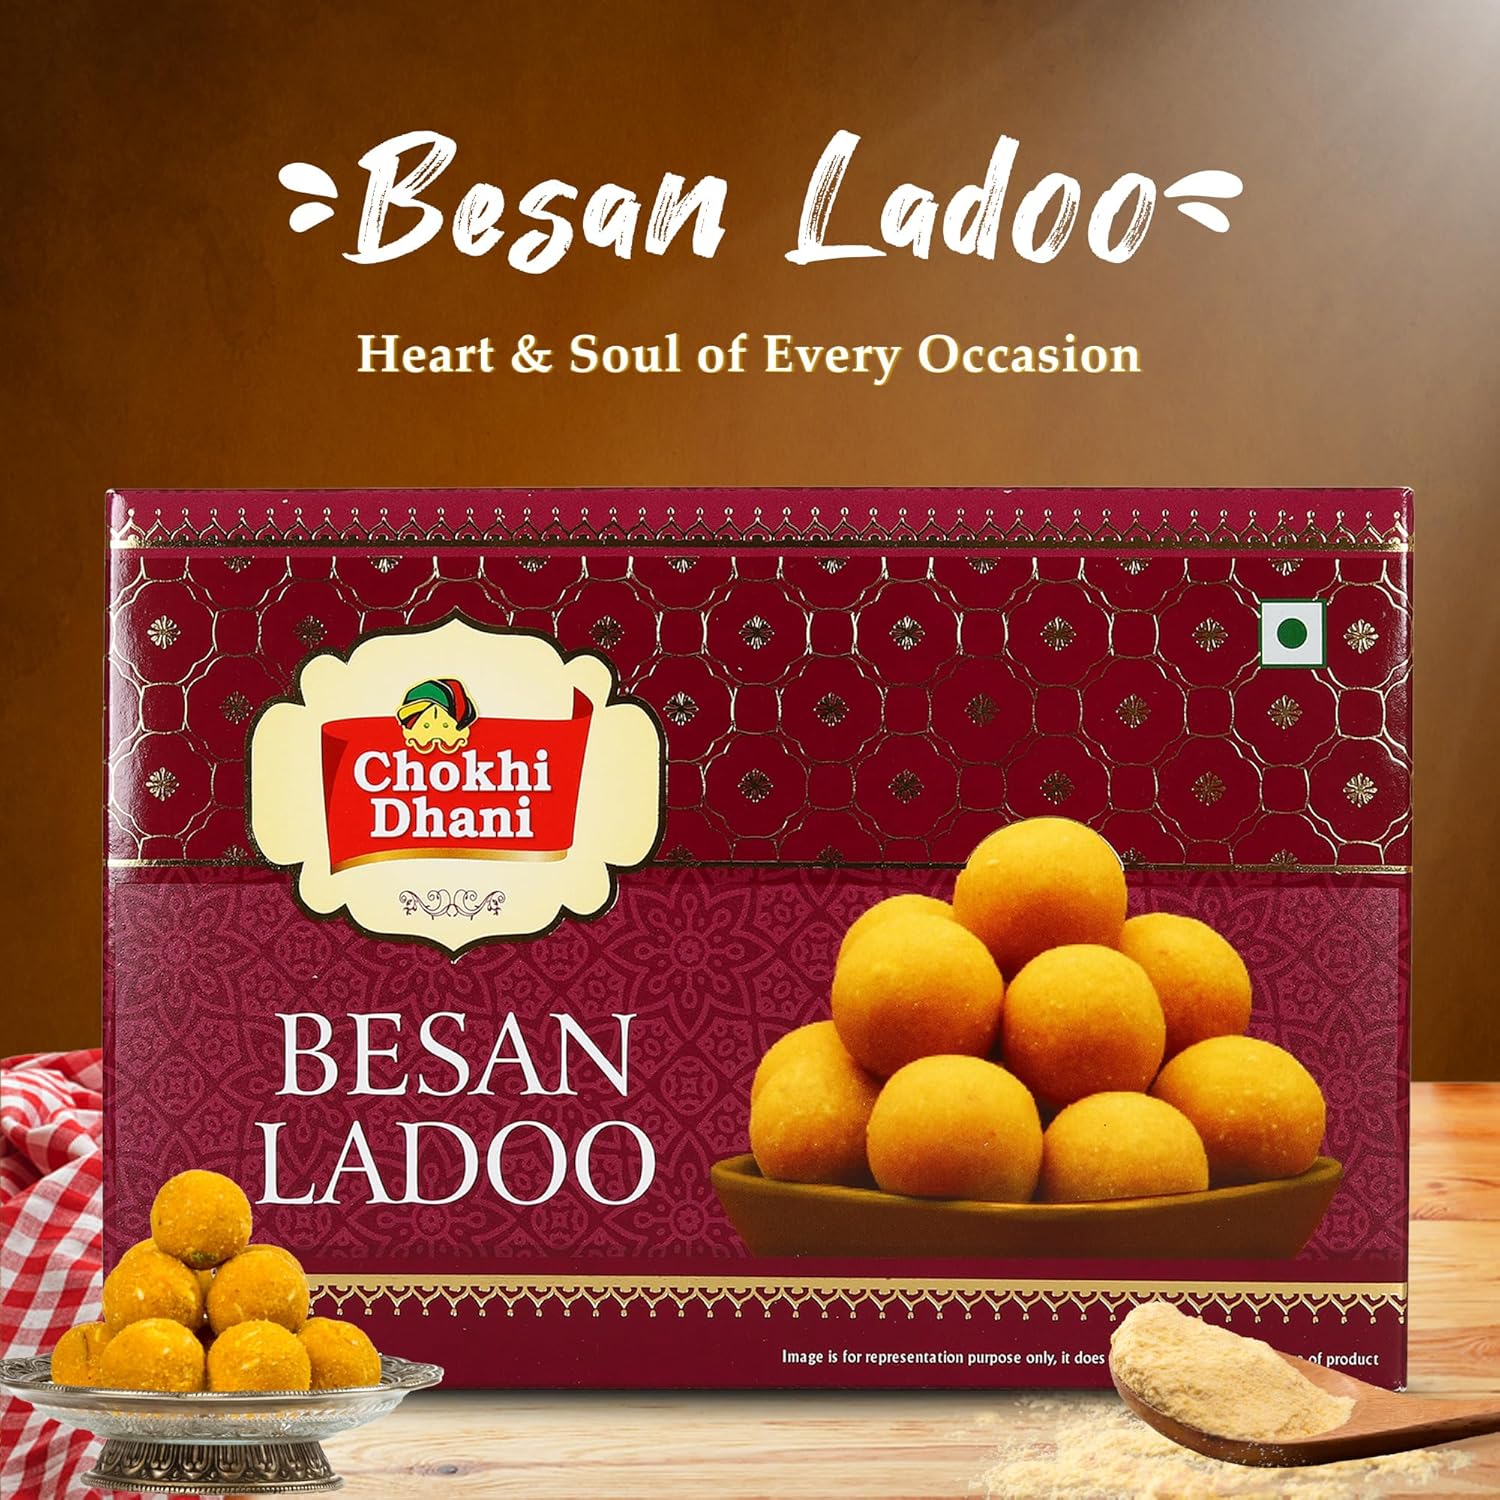 Besan Ladoo
Heart & Soul of Every Occasion
Chokhi
Dhani
BESAN
LADOO
Image is for representation purpose only, it does of product